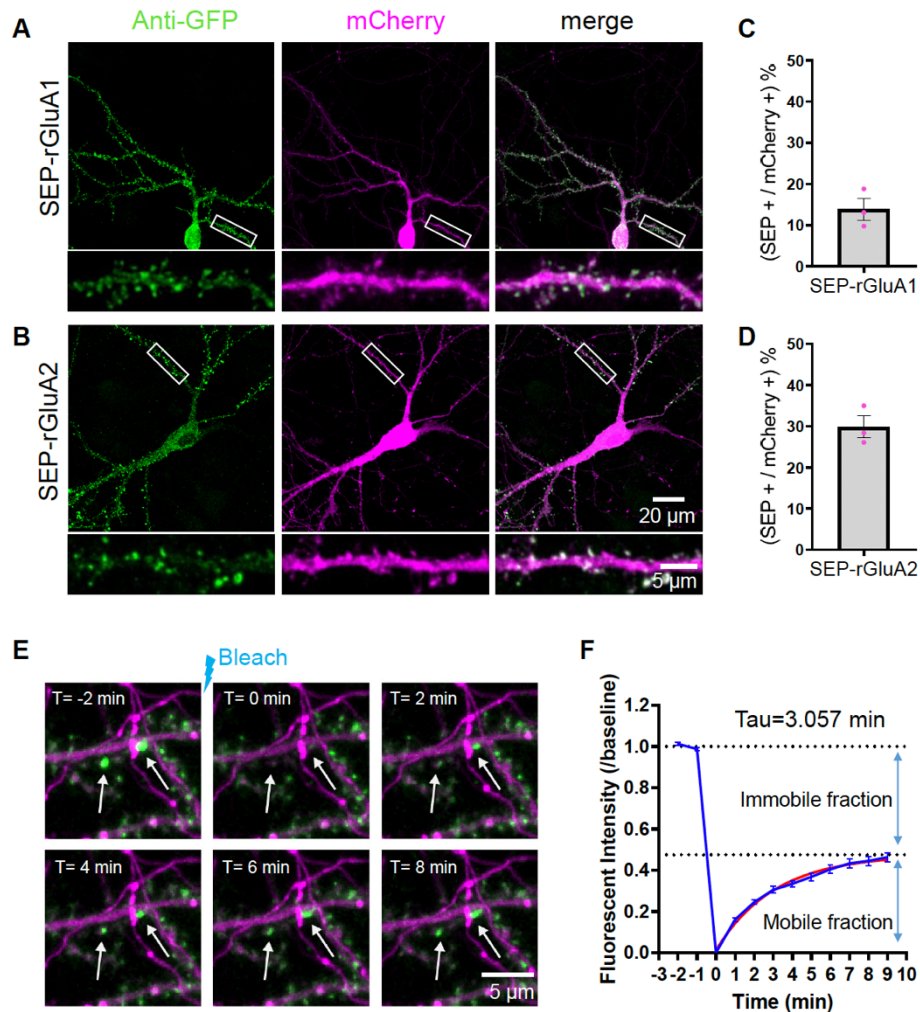 Anti-GFP mCherry merge
A
SEP-rGluA1
C
(SEP + / mCherry +) %
50
40
30
20
10
0
SEP-rGluA1
B
SEP-rGluA2
20 µm
5 µm
D
(SEP + / mCherry +) %
50
40
30
20
10
0
SEP-rGluA2
E
Bleach
T= -2 min T= 0 min T= 2 min
T= 4 min T= 6 min T= 8 min
5 µm
F
Fluorescent Intensity (/baseline)
1.2
1.0
0.8
0.6
0.4
0.2
0.0
Tau=3.057 min
Immobile fraction
Mobile fraction
-3 -2 -1 0 1 2 3 4 5 6 7 8 9 10
Time (min)